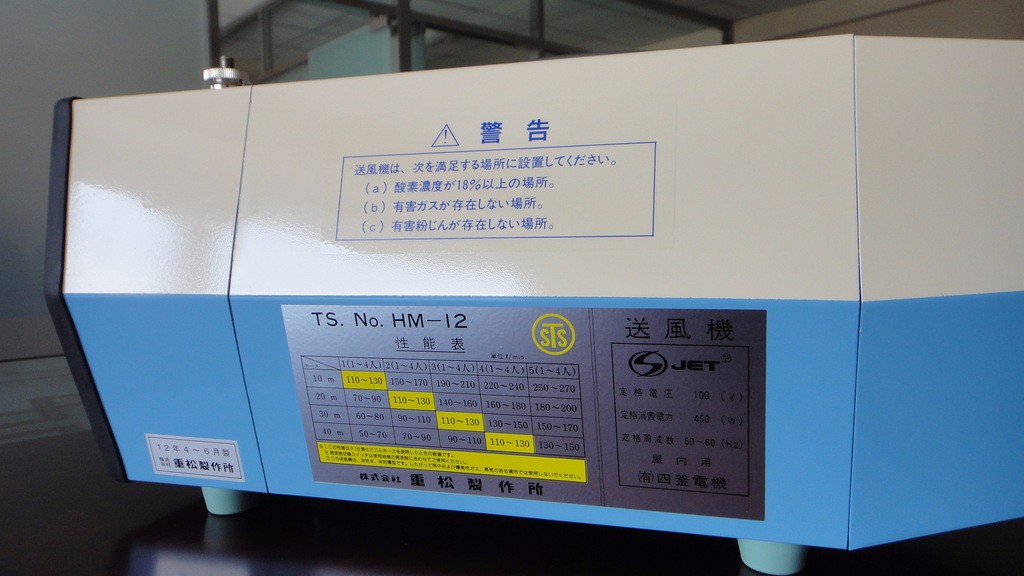 警告
送風機は、次を満足する場所に設置してください。
(a) 酸素濃度が18%以上の場所。
(b) 有害ガスが存在しない場所。
(c) 有害粉じんが存在しない場所。
TS. No. HM-12
STS
性能表
単位 ℓ/min
1(1~4人) 2(1~4人) 3(1~4人) 4(1~4人) 5(1~4人)
10 m 110~130 150~170 190~210 220~240 250~270
20 m 70~90 110~130 140~160 160~180 180~200
30 m 60~80 90~110 110~130 130~150 150~170
40 m 50~70 70~90 90~110 110~130 130~150
株式会社 重松製作所
送風機
JET
定格電圧 100 (V)
定格消費電力 450 (W)
定格周波数 50-60 (Hz)
屋内用
(有)四釜電機
12年4~6月製
株式会社 重松製作所